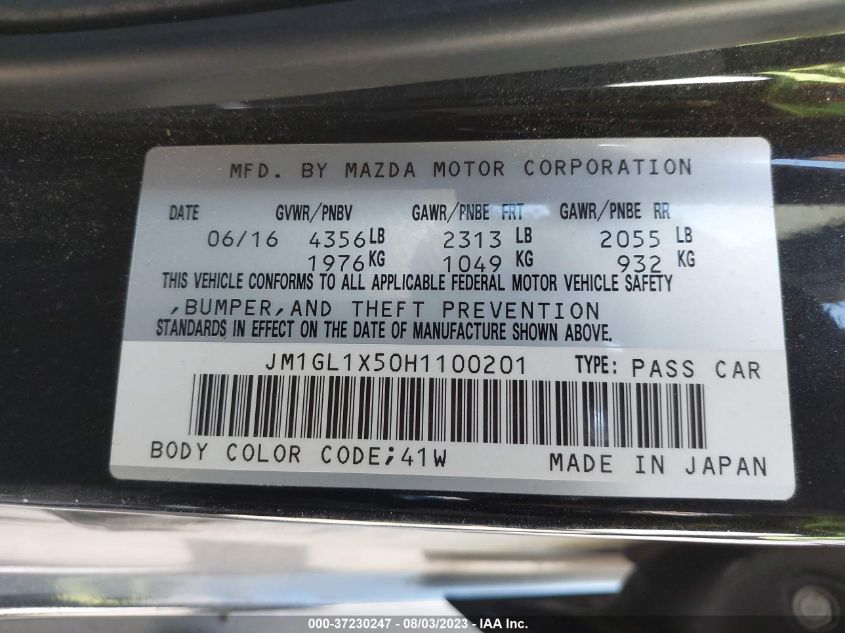 MFD. BY MAZDA MOTOR CORPORATION
DATE GVWR/PNBV GAWR/PNBE FRT GAWR/PNBE RR
06/16 4356LB 2313 LB 2055 LB
1976KG 1049 KG 932 KG
THIS VEHICLE CONFORMS TO ALL APPLICABLE FEDERAL MOTOR VEHICLE SAFETY
,BUMPER,AND THEFT PREVENTION
STANDARDS IN EFFECT ON THE DATE OF MANUFACTURE SHOWN ABOVE.
JM1GL1X50H1100201 TYPE: PASS CAR
BODY COLOR CODE;41W MADE IN JAPAN
000-37230247 - 08/03/2023 - IAA Inc.